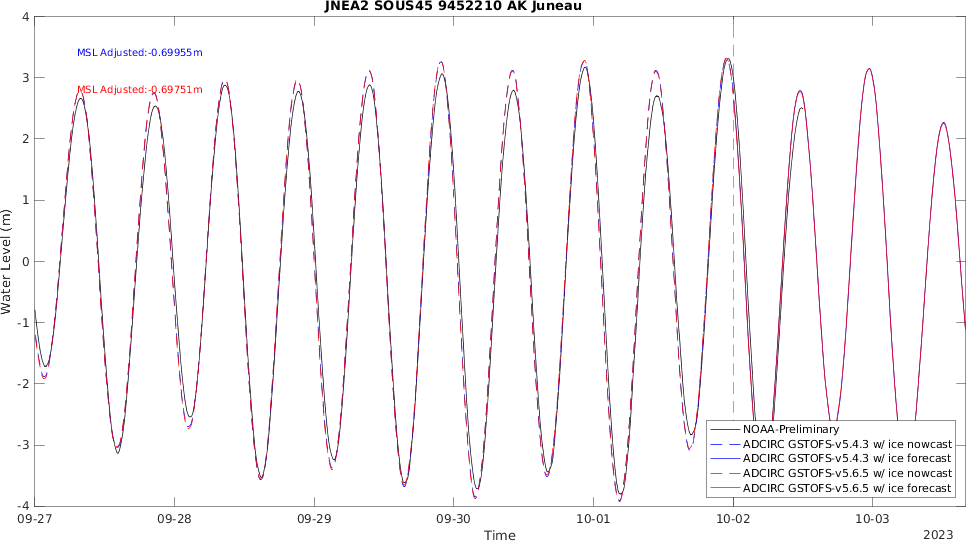 JNEA2 SOUS45 9452210 AK Juneau
MSL Adjusted:-0.69955m
MSL Adjusted:-0.69751m
4
3
2
1
0
-1
-2
-3
-4
Water Level (m)
NOAA-Preliminary
ADCIRC GSTOFS-v5.4.3 w/ ice nowcast
ADCIRC GSTOFS-v5.4.3 w/ ice forecast
ADCIRC GSTOFS-v5.6.5 w/ ice nowcast
ADCIRC GSTOFS-v5.6.5 w/ ice forecast
09-27 09-28 09-29 09-30 10-01 10-02 10-03
Time
2023